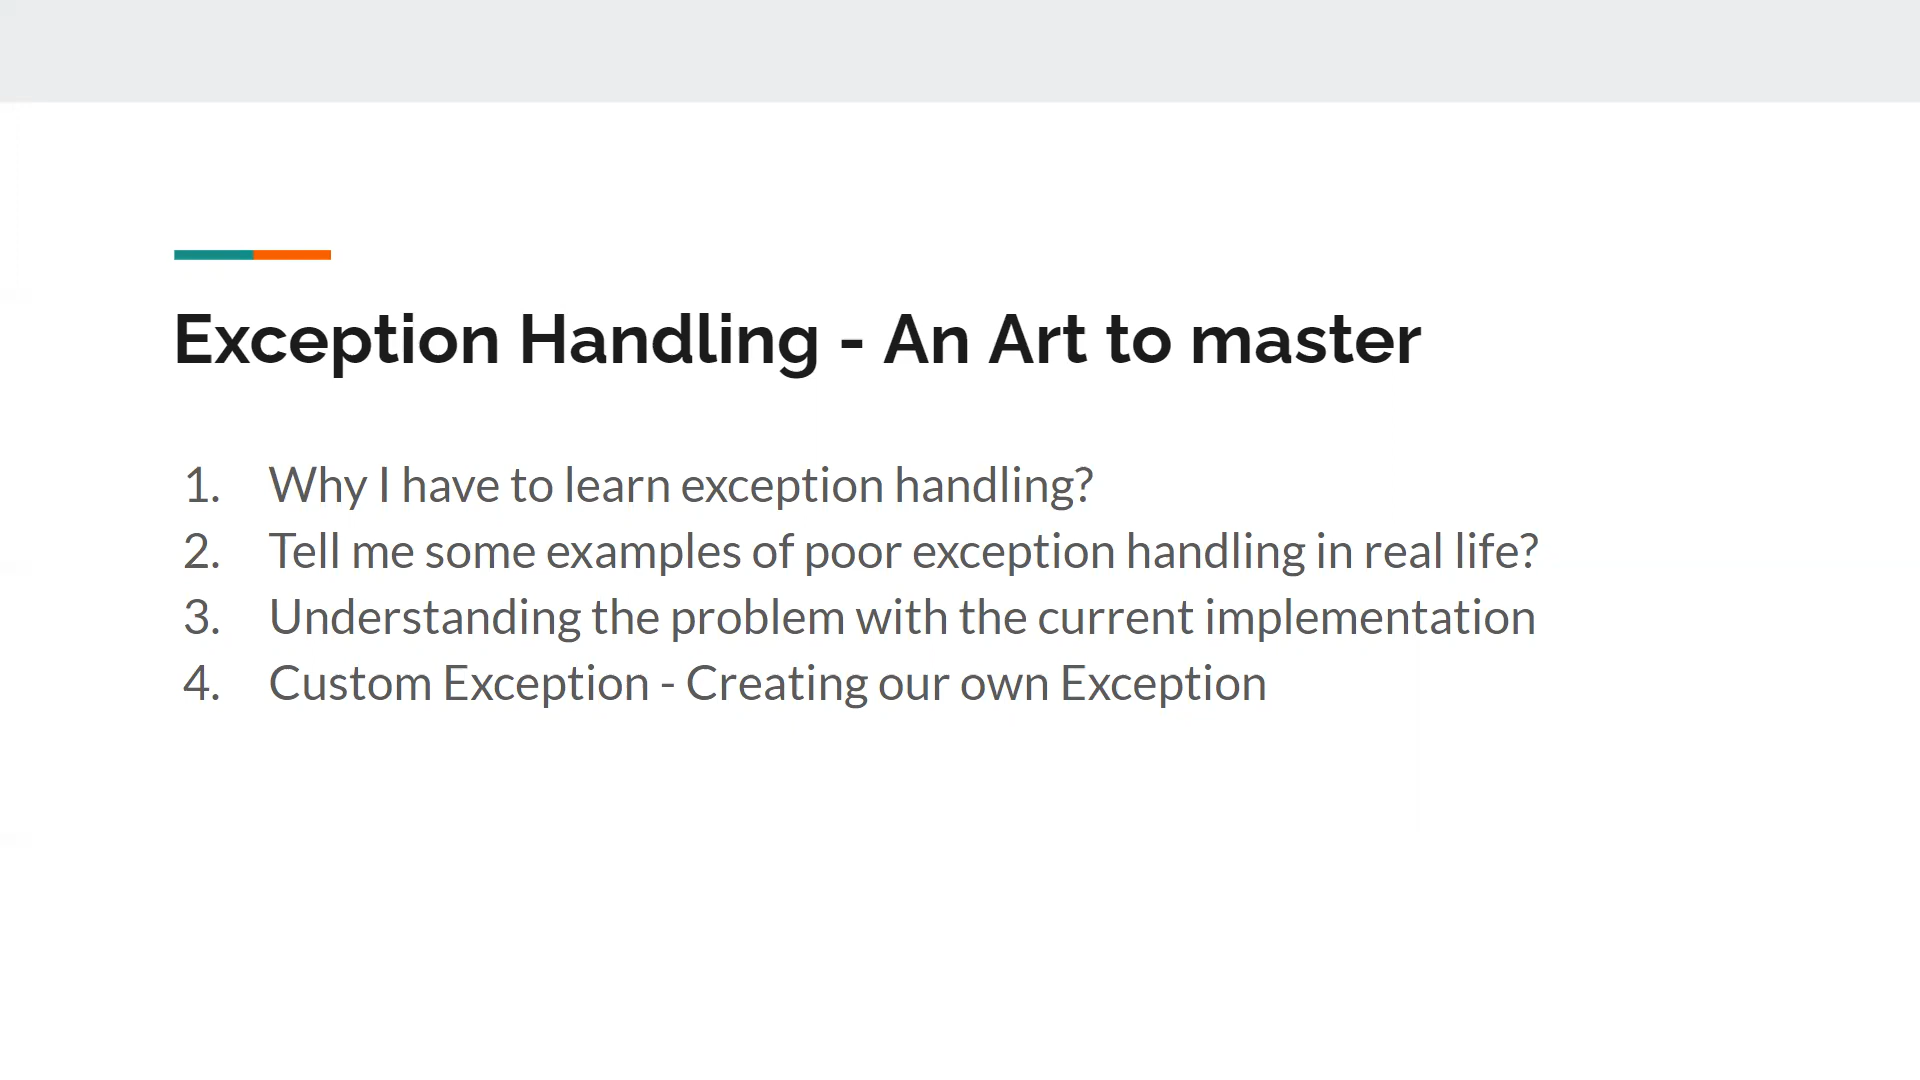 Exception Handling - An Art to master
1. Why I have to learn exception handling?
2. Tell me some examples of poor exception handling in real life?
3. Understanding the problem with the current implementation
4. Custom Exception - Creating our own Exception